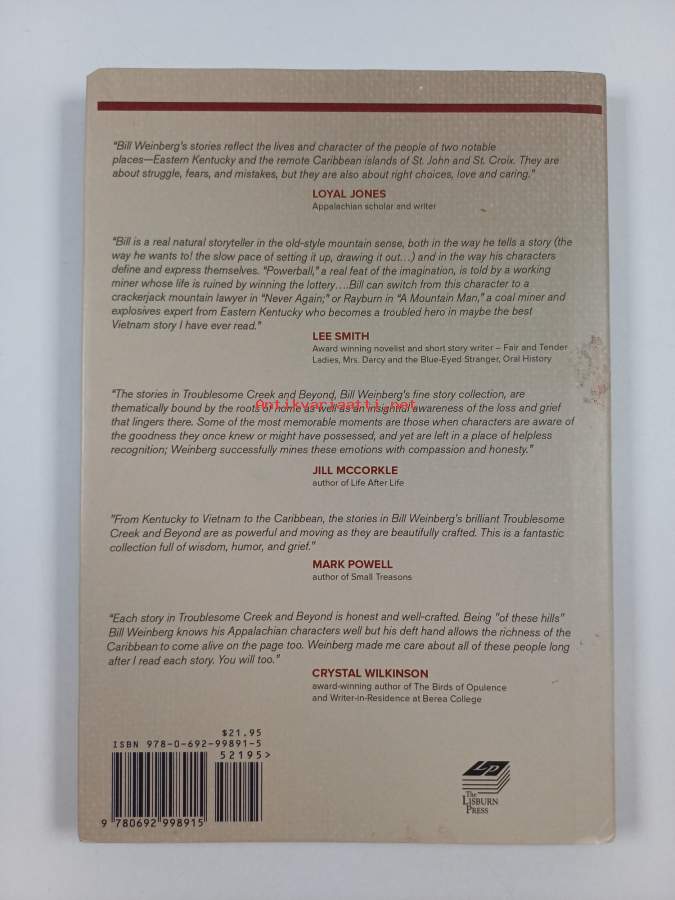 "Bill Weinberg's stories reflect the lives and character of the people of two notable
places—Eastern Kentucky and the remote Caribbean islands of St. John and St. Croix. They are
about struggle, fears, and mistakes, but they are also about right choices, love and caring."
LOYAL JONES
Appalachian scholar and writer
"Bill is a real natural storyteller in the old-style mountain sense, both in the way he tells a story (the
way he wants to! the slow pace of setting it up, drawing it out...) and in the way his characters
define and express themselves. "Powerball," a real feat of the imagination, is told by a working
miner whose life is ruined by winning the lottery....Bill can switch from this character to a
crackerjack mountain lawyer in "Never Again;" or Rayburn in "A Mountain Man," a coal miner and
explosives expert from Eastern Kentucky who becomes a troubled hero in maybe the best
Vietnam story I have ever read."
LEE SMITH
Award winning novelist and short story writer – Fair and Tender
Ladies, Mrs. Darcy and the Blue-Eyed Stranger, Oral History
"The stories in Troublesome Creek and Beyond, Bill Weinberg's fine story collection, are
thematically bound by the roots of home as well as an insightful awareness of the loss and grief
Antikvariaatti.net
that lingers there. Some of the most memorable moments are those when characters are aware of
the goodness they once knew or might have possessed, and yet are left in a place of helpless
recognition; Weinberg successfully mines these emotions with compassion and honesty."
JILL MCCORKLE
author of Life After Life
"From Kentucky to Vietnam to the Caribbean, the stories in Bill Weinberg's brilliant Troublesome
Creek and Beyond are as powerful and moving as they are beautifully crafted. This is a fantastic
collection full of wisdom, humor, and grief."
MARK POWELL
author of Small Treasons
"Each story in Troublesome Creek and Beyond is honest and well-crafted. Being "of these hills"
Bill Weinberg knows his Appalachian characters well but his deft hand allows the richness of the
Caribbean to come alive on the page too. Weinberg made me care about all of these people long
after I read each story. You will too."
CRYSTAL WILKINSON
award-winning author of The Birds of Opulence
and Writer-in-Residence at Berea College
$21.95
ISBN 978-0-692-99891-5
52195>
9 780692 998915
LP
The
Lisburn
Press